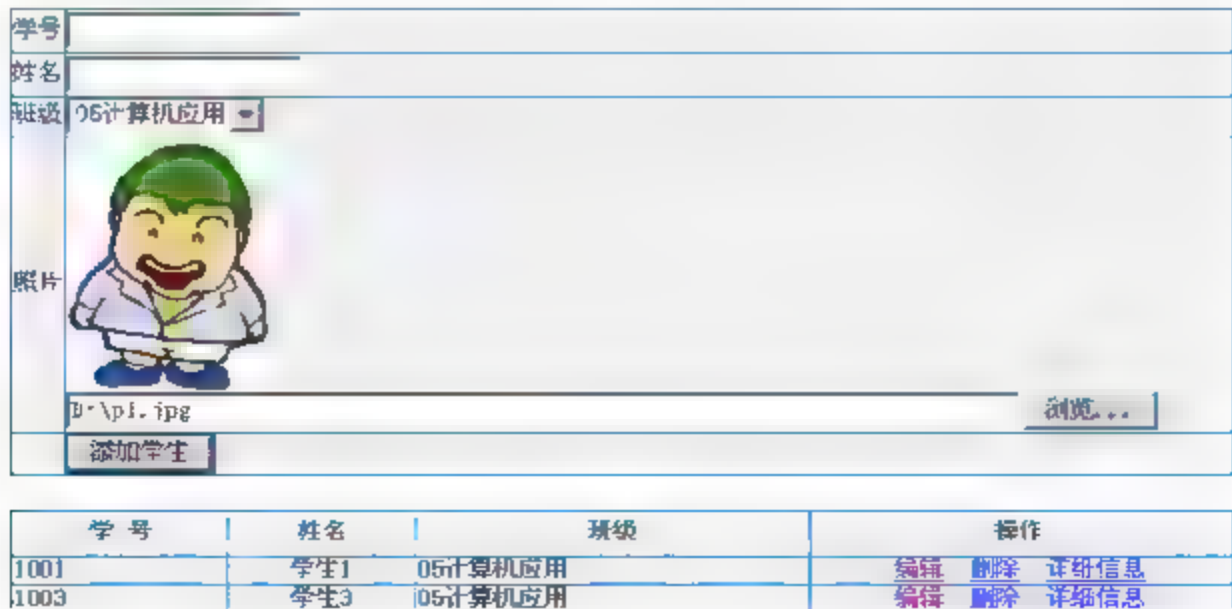 学号
姓名
班级 05计算机应用
照片
D:\p1.jpg 浏览...
添加学生
学 号 姓名 班级 操作
1001 学生1 05计算机应用 编辑 删除 详细信息
1003 学生3 05计算机应用 编辑 删除 详细信息